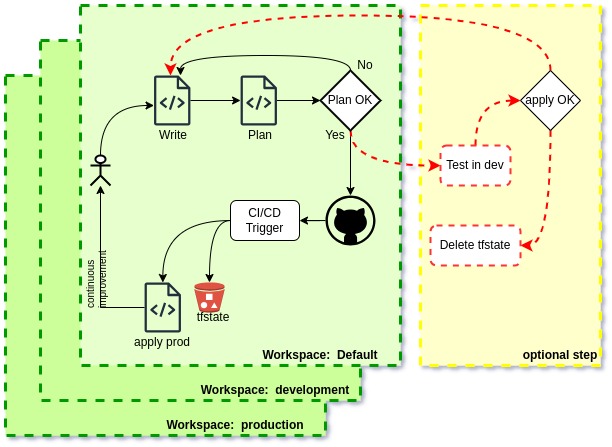 No
Plan OK
apply OK
Write
Plan
Yes
Test in dev
CI/CD
Trigger
Delete tfstate
continuous
improvement
tfstate
apply prod
Workspace: Default
optional step
Workspace: development
Workspace: production